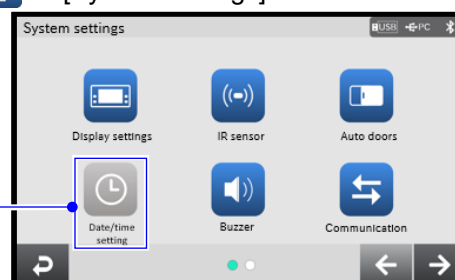 System settings
USB
PC
Display settings
IR sensor
Auto doors
Date/time
setting
Buzzer
Communication